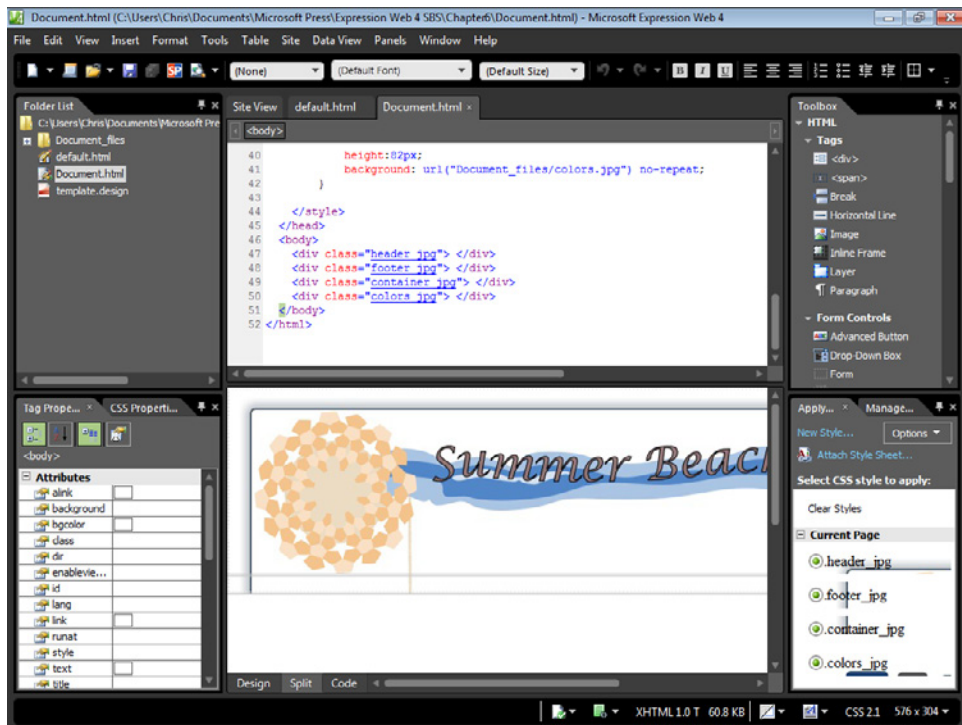 Document.html (C:\Users\Chris\Documents\Microsoft Press\Expression Web 4 SBS\Chapter6\Document.html) - Microsoft Expression Web 4
File Edit View Insert Format Tools Table Site Data View Panels Window Help
(None) (Default Font) (Default Size) B I U
Folder List
C:\Users\Chris\Documents\Microsoft Pre
Document_files
default.html
Document.html
template.design
Site View default.html Document.html ×
<body>
40 height:82px;
41 background: url("Document_files/colors.jpg") no-repeat;
42 }
43
44 </style>
45 </head>
46 <body>
47 <div class="header_jpg"> </div>
48 <div class="footer_jpg"> </div>
49 <div class="container_jpg"> </div>
50 <div class="colors_jpg"> </div>
51 </body>
52 </html>
Toolbox
HTML
Tags
<div>
<span>
Break
Horizontal Line
Image
Inline Frame
Layer
Paragraph
Form Controls
Advanced Button
Drop-Down Box
Form
Tag Prope... × CSS Properti...
<body>
Attributes
alink
background
bgcolor
class
dir
enablevie...
id
lang
link
runat
style
text
title
Summer Beac
Design Split Code
Apply... × Manage...
New Style... Options
Attach Style Sheet...
Select CSS style to apply:
Clear Styles
Current Page
.header_jpg
.footer_jpg
.container_jpg
.colors_jpg
XHTML 1.0 T 60.8 KB CSS 2.1 576 x 304